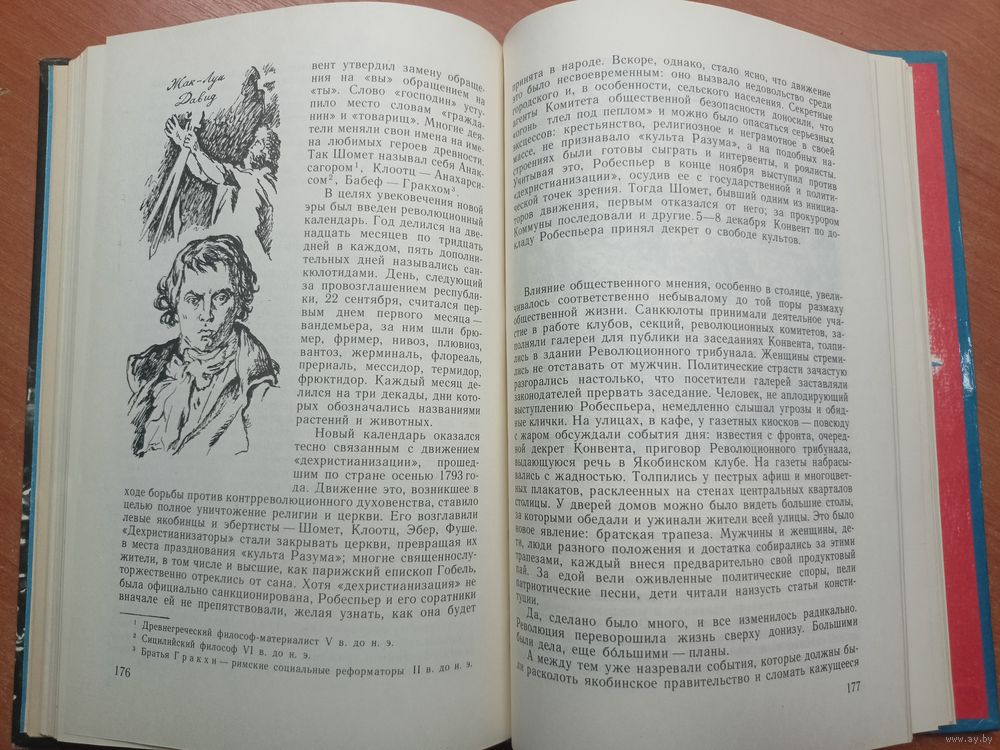 Жак-Луи
Давид
вент утвердил замену обраще-
ния на «вы» обращением на
«ты». Слово «господин» усту-
пило место словам «гражда-
нин» и «товарищ». Многие дея-
тели меняли свои имена на име-
на любимых героев древности.
Так Шомет называл себя Анак-
сагором¹, Клоотц — Анахарси-
сом², Бабеф — Гракхом³.
В целях увековечения новой
эры был введен революционный
календарь. Год делился на две-
надцать месяцев по тридцать
дней в каждом, пять дополни-
тельных дней назывались сан-
кюлотидами. День, следующий
за провозглашением республи-
ки, 22 сентября, считался пер-
вым днем первого месяца —
вандемьера, за ним шли брю-
мер, фример, нивоз, плювиоз,
вантоз, жерминаль, флореаль,
прериаль, мессидор, термидор,
фрюктидор. Каждый месяц де-
лился на три декады, дни кото-
рых обозначались названиями
растений и животных.
Новый календарь оказался
тесно связанным с движением
«дехристианизации», прошед-
шим по стране осенью 1793 го-
да. Движение это, возникшее в
ходе борьбы против контрреволюционного духовенства, ставило
целью полное уничтожение религии и церкви. Его возглавили
левые якобинцы и эбертисты — Шомет, Клоотц, Эбер, Фуше.
«Дехристианизаторы» стали закрывать церкви, превращая их
в места празднования «культа Разума»; многие священнослу-
жители, в том числе и высшие, как парижский епископ Гобель,
торжественно отреклись от сана. Хотя «дехристианизация» не
была официально санкционирована, Робеспьер и его соратники
вначале ей не препятствовали, желая узнать, как она будет
¹ Древнегреческий философ-материалист V в. до н. э.
² Сицилийский философ VI в. до н. э.
³ Братья Гракхи — римские социальные реформаторы II в. до н. э.
176
принята в народе. Вскоре, однако, стало ясно, что движение
это было несвоевременным: оно вызвало недовольство среди
городского и, в особенности, сельского населения. Секретные
агенты Комитета общественной безопасности доносили, что
«огонь тлел под пеплом» и можно было опасаться серьезных
эксцессов: крестьянство, религиозное и неграмотное в своей
массе, не признавало «культа Разума», а на подобных на-
строениях были готовы сыграть и интервенты, и роялисты.
Учитывая это, Робеспьер в конце ноября выступил против
«дехристианизации», осудив ее с государственной и полити-
ческой точек зрения. Тогда Шомет, бывший одним из инициа-
торов движения, первым отказался от него; за прокурором
Коммуны последовали и другие. 5—8 декабря Конвент по до-
кладу Робеспьера принял декрет о свободе культов.
Влияние общественного мнения, особенно в столице, увели-
чивалось соответственно небывалому до той поры размаху
общественной жизни. Санкюлоты принимали деятельное уча-
стие в работе клубов, секций, революционных комитетов, за-
полняли галереи для публики на заседаниях Конвента, толпи-
лись в здании Революционного трибунала. Женщины стреми-
лись не отставать от мужчин. Политические страсти зачастую
разгорались настолько, что посетители галерей заставляли
законодателей прервать заседание. Человек, не аплодирующий
выступлению Робеспьера, немедленно слышал угрозы и обид-
ные клички. На улицах, в кафе, у газетных киосков — повсюду
с жаром обсуждали события дня: известия с фронта, очеред-
ной декрет Конвента, приговор Революционного трибунала,
выдающуюся речь в Якобинском клубе. На газеты набрасы-
вались с жадностью. Толпились у пестрых афиш и многоцвет-
ных плакатов, расклеенных на стенах центральных кварталов
столицы. У дверей домов можно было видеть большие столы,
за которыми обедали и ужинали жители всей улицы. Это было
новое явление: братская трапеза. Мужчины и женщины, де-
ти, люди разного положения и достатка собирались за этими
трапезами, каждый внеся предварительно свой продуктовый
пай. За едой вели оживленные политические споры, пели
патриотические песни, дети читали наизусть статьи консти-
туции.
Да, сделано было много, и все изменилось радикально.
Революция переворошила жизнь сверху донизу. Большими
были дела, еще бо́льшими — планы.
А между тем уже назревали события, которые должны бы-
ли расколоть якобинское правительство и сломать кажущееся
177
www.ay.by